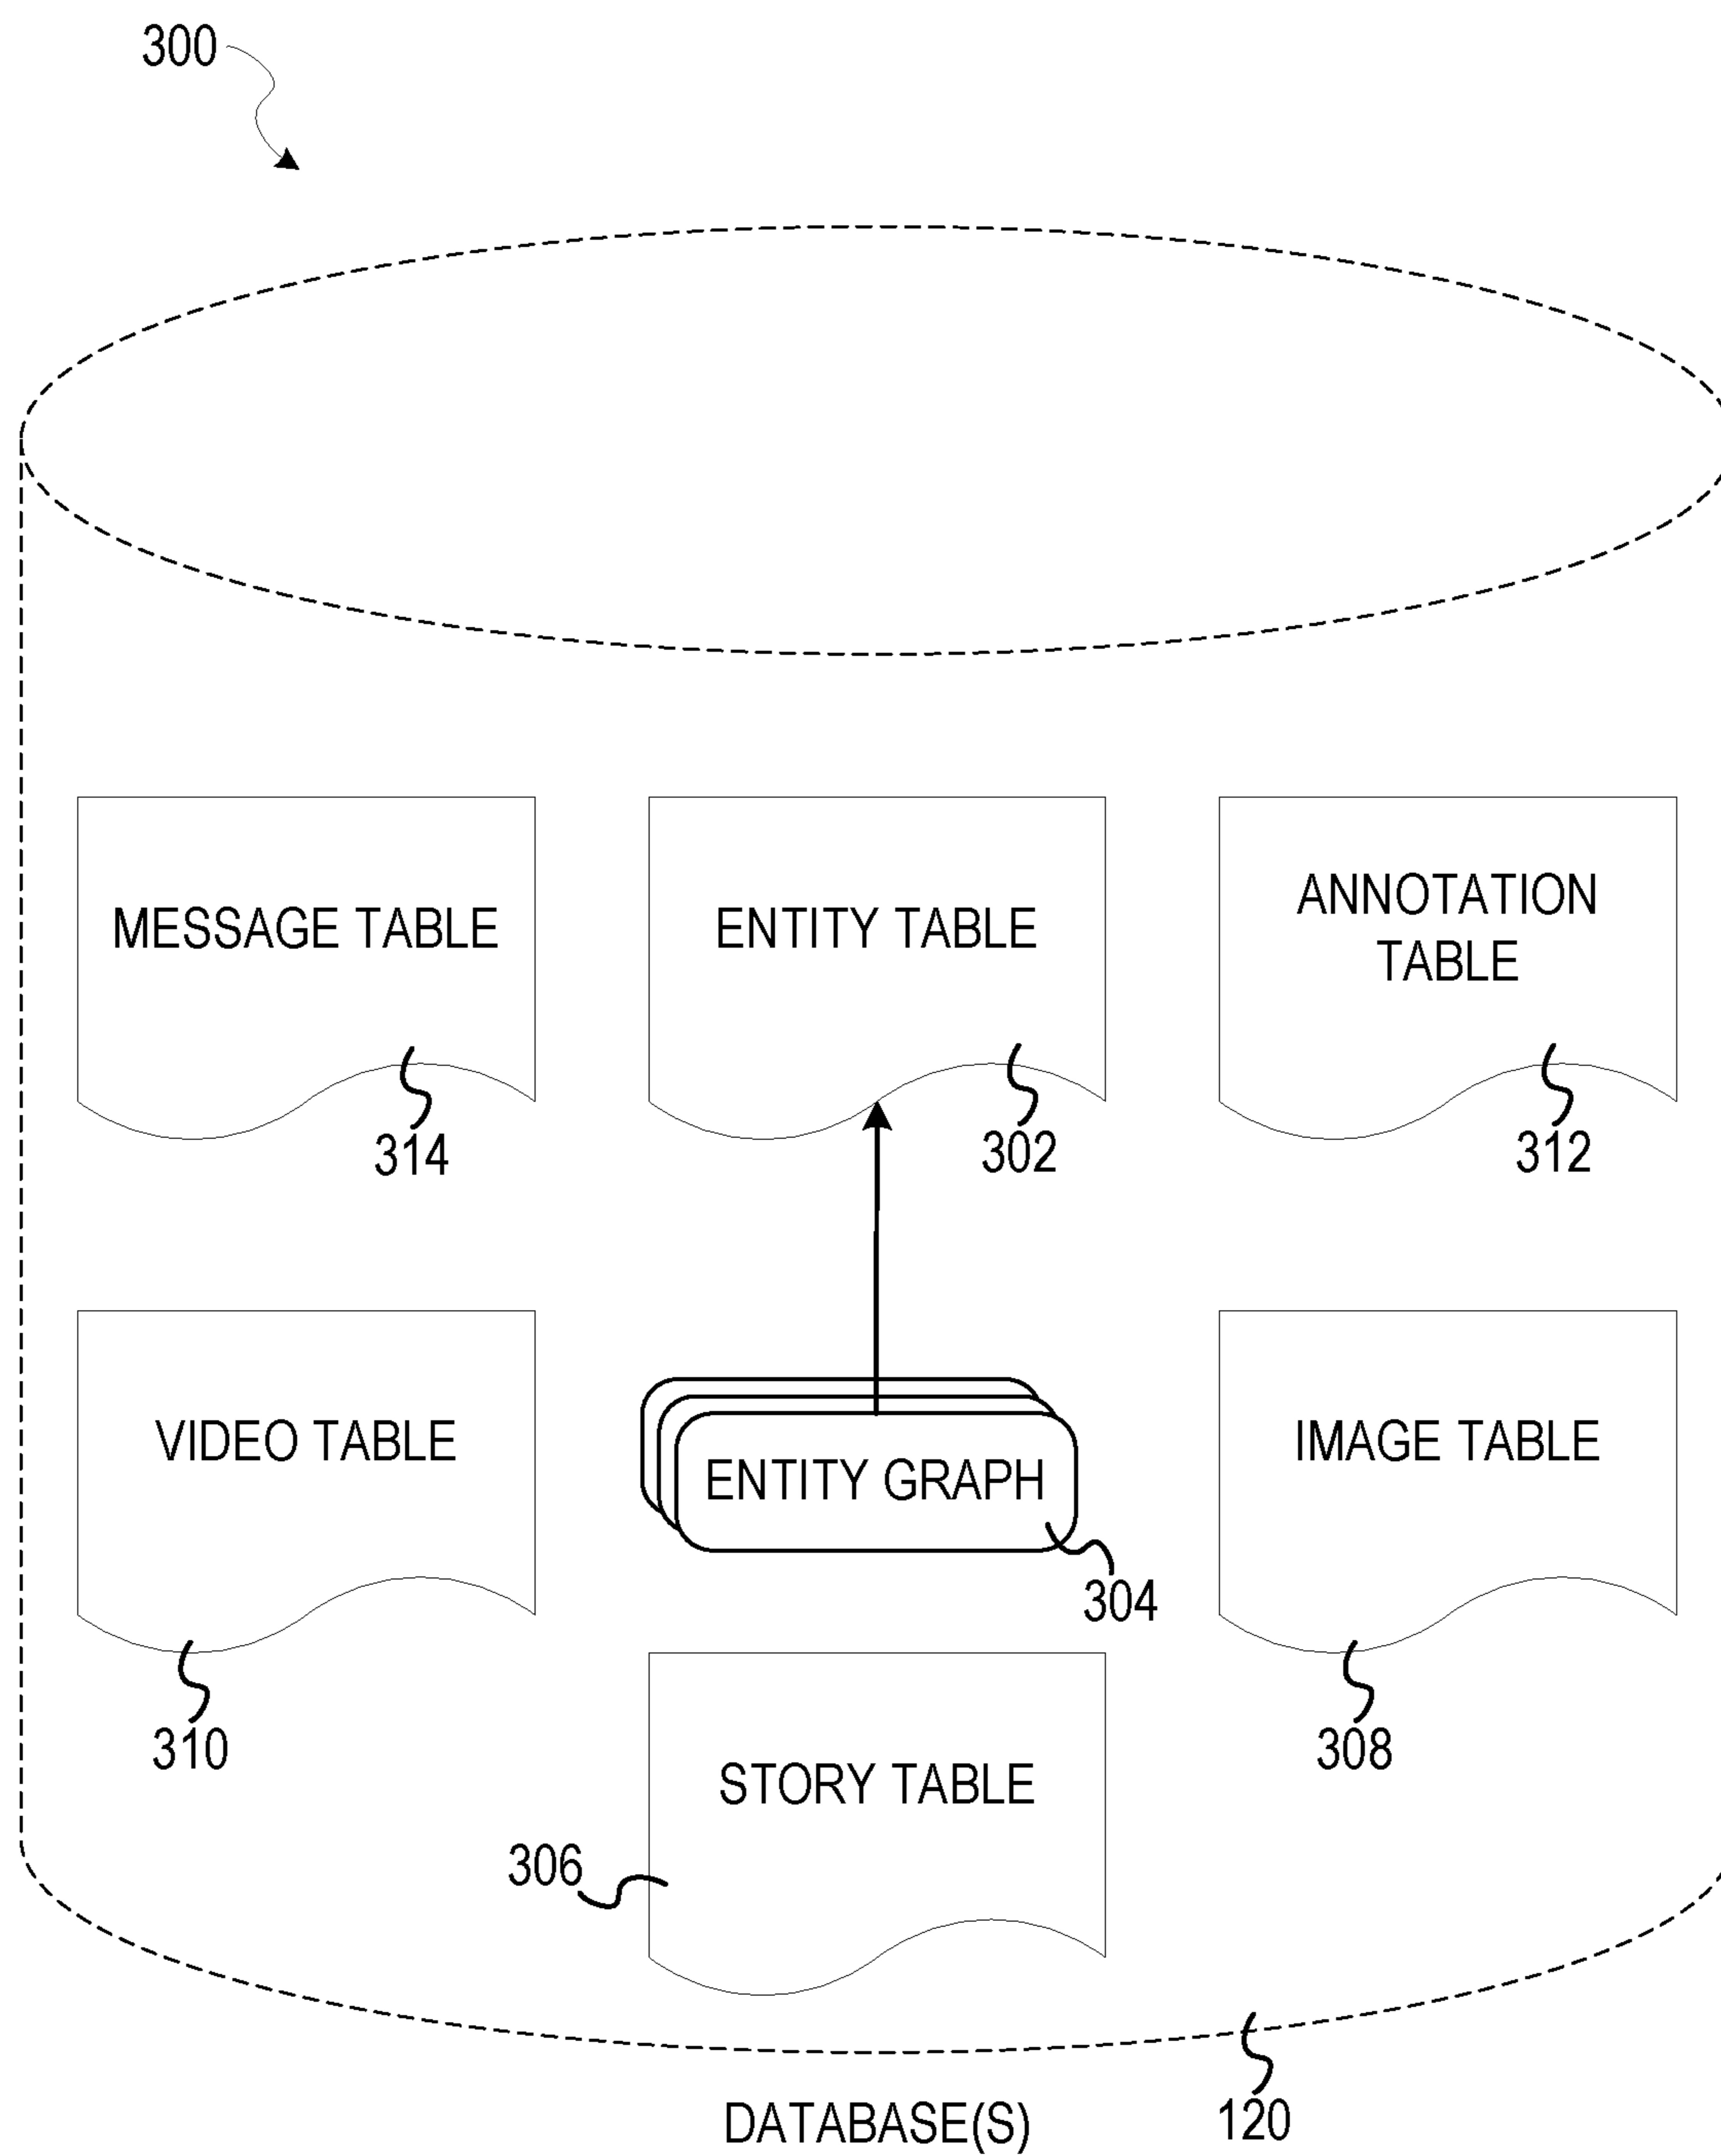 300
MESSAGE TABLE
ENTITY TABLE
ANNOTATION
TABLE
314
302
312
VIDEO TABLE
ENTITY GRAPH
IMAGE TABLE
304
310
308
STORY TABLE
306
DATABASE(S)
120